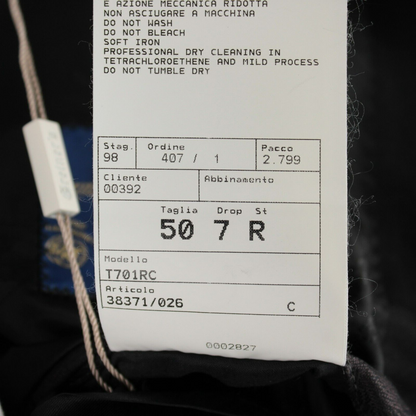 E AZIONE MECCANICA RIDOTTA
NON ASCIUGARE A MACCHINA
DO NOT WASH
DO NOT BLEACH
SOFT IRON
PROFESSIONAL DRY CLEANING IN
TETRACHLOROETHENE AND MILD PROCESS
DO NOT TUMBLE DRY
Stag. Ordine Pacco
98 407 / 1 2.799
Cliente Abbinamento
00392
Taglia Drop St
50 7 R
Modello
T701RC
Articolo
38371/026 C
0002827